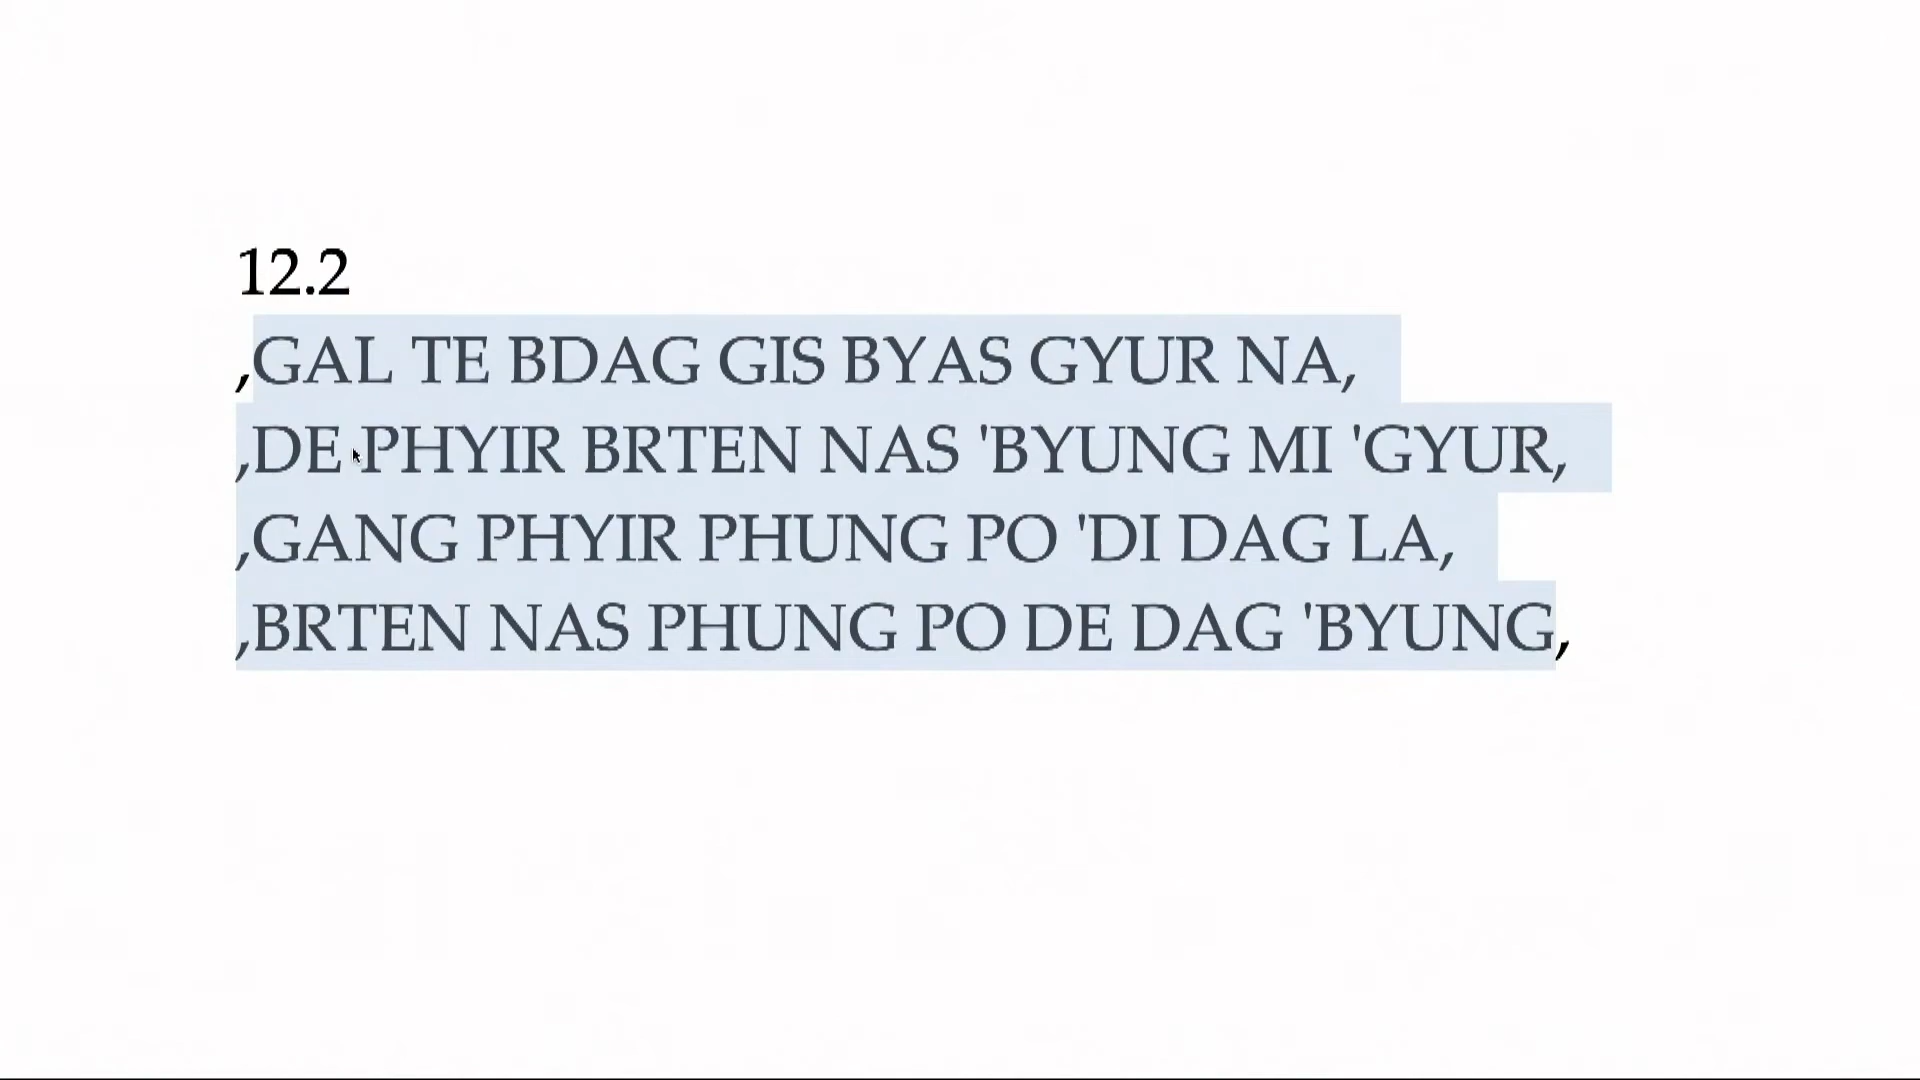 12.2
,GAL TE BDAG GIS BYAS GYUR NA,
,DE PHYIR BRTEN NAS 'BYUNG MI 'GYUR,
,GANG PHYIR PHUNG PO 'DI DAG LA,
,BRTEN NAS PHUNG PO DE DAG 'BYUNG,